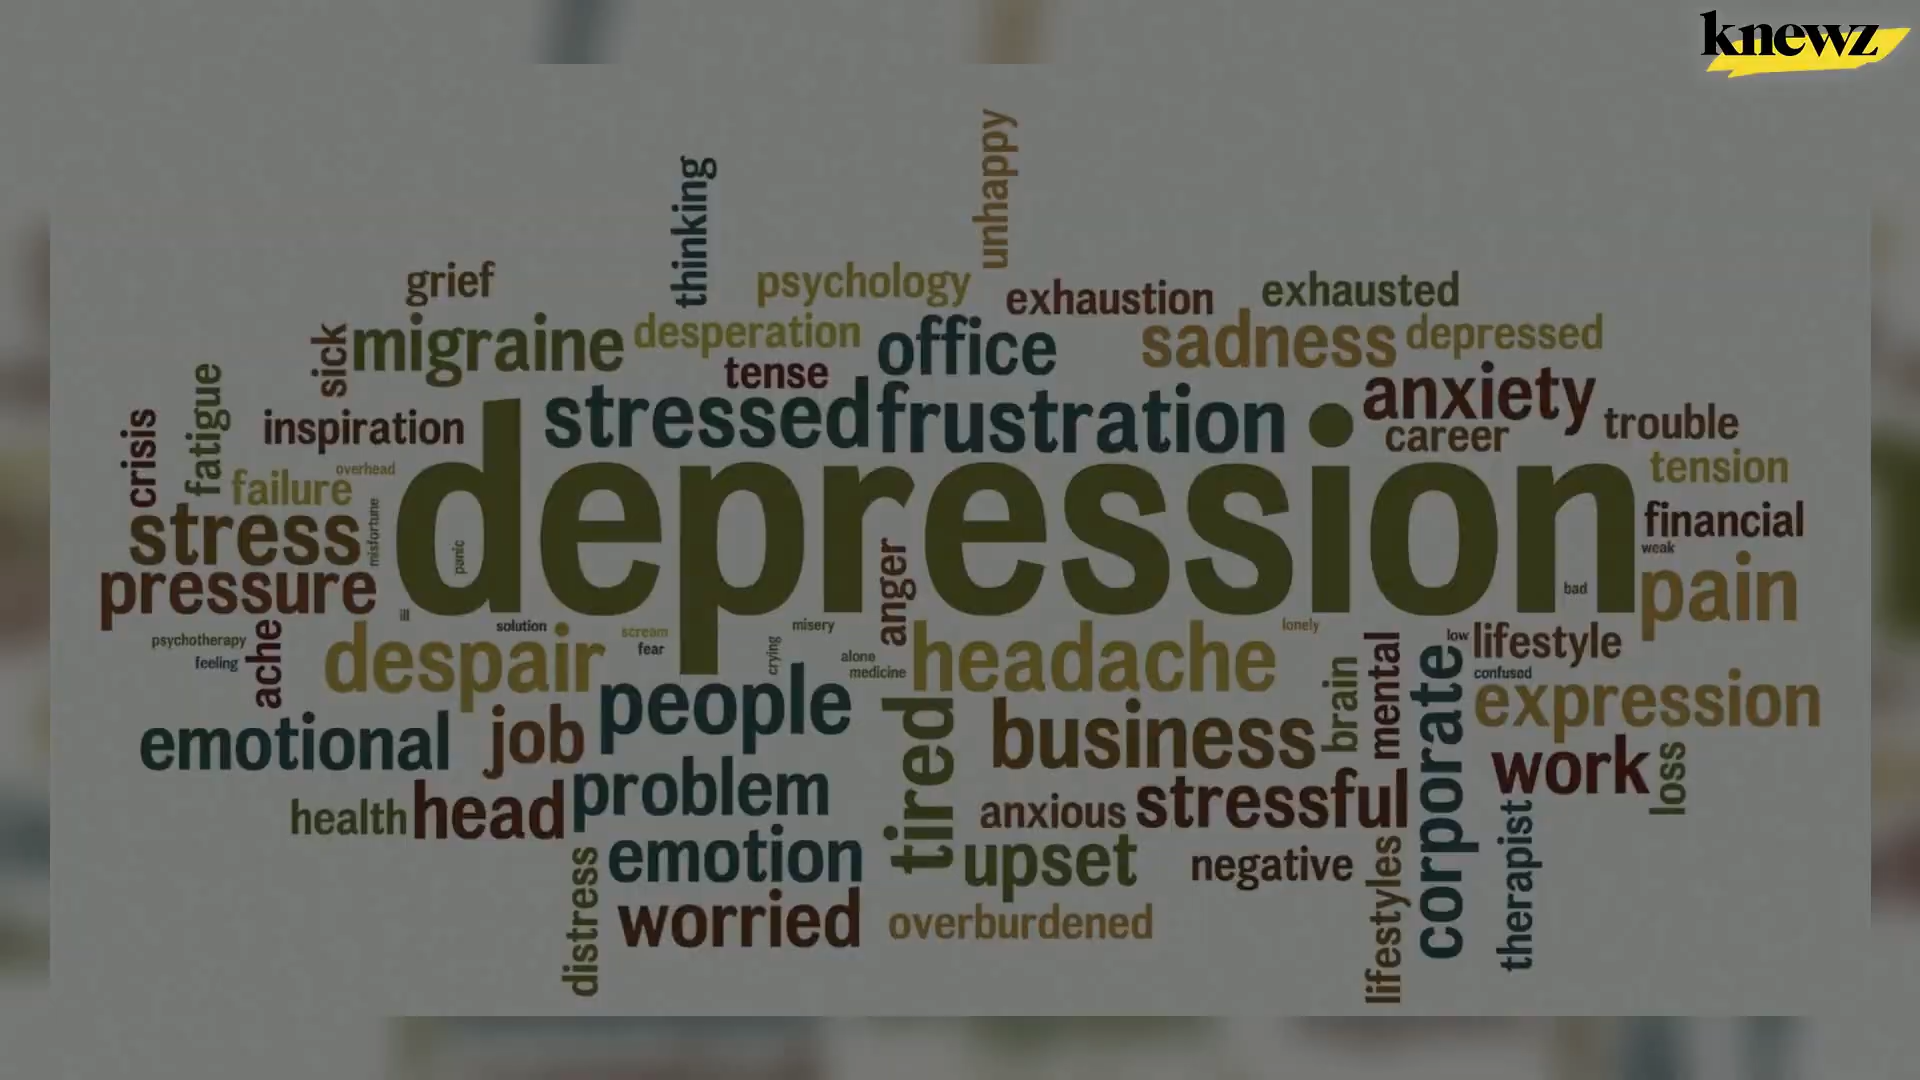 knewz
unhappy
thinking
grief
psychology
exhaustion
exhausted
sick
migraine
desperation
office
sadness
depressed
tense
anxiety
crisis
fatigue
inspiration
stressed
frustration
career
trouble
overhead
failure
depression
tension
stress
misfortune
panic
anger
financial
weak
pressure
bad
pain
ill
psychotherapy
feeling
ache
solution
despair
scream
fear
crying
misery
alone
medicine
headache
lonely
brain
mental
low
lifestyle
confused
corporate
expression
emotional
job
people
tired
business
work
loss
health
head
problem
anxious
stressful
therapist
distress
emotion
upset
negative
lifestyles
worried
overburdened